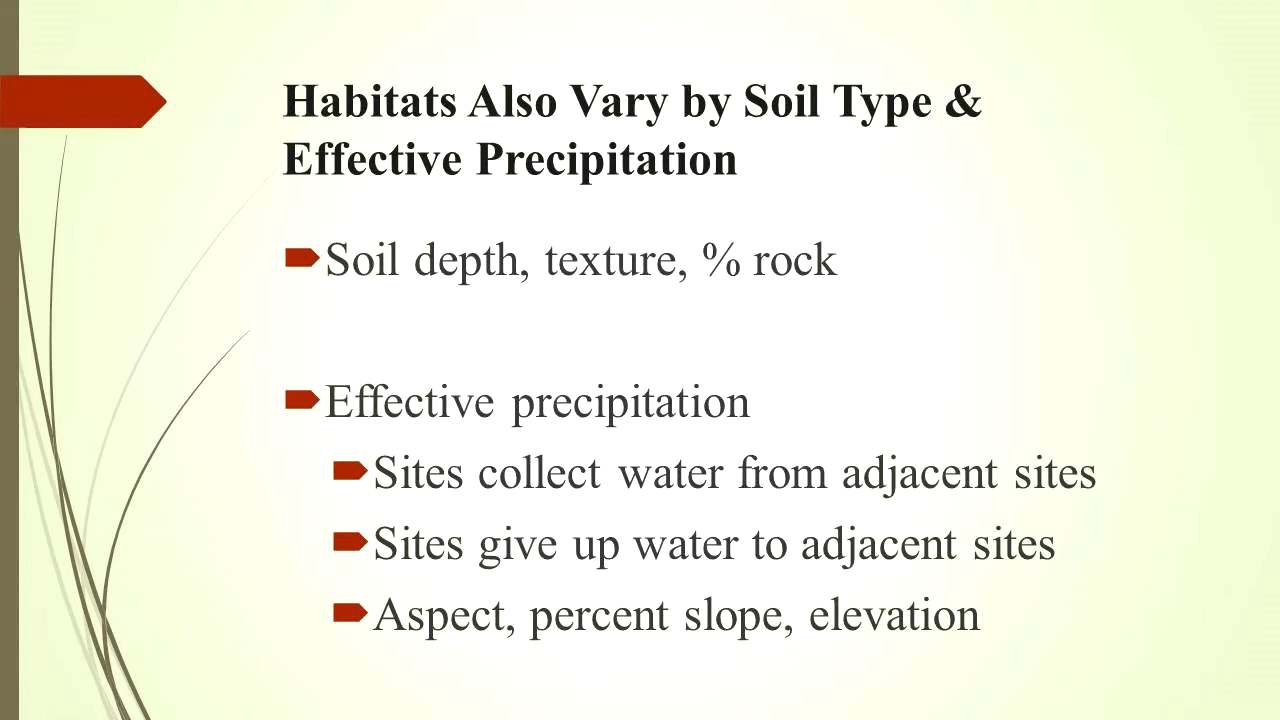 Habitats Also Vary by Soil Type &
Effective Precipitation
Soil depth, texture, % rock
Effective precipitation
Sites collect water from adjacent sites
Sites give up water to adjacent sites
Aspect, percent slope, elevation